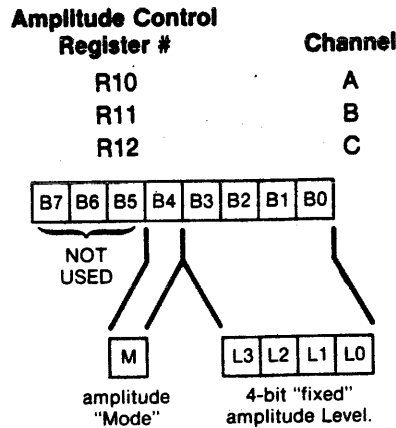 Amplitude Control
Register # Channel
R10 A
R11 B
R12 C
B7 B6 B5 B4 B3 B2 B1 B0
NOT
USED
M L3 L2 L1 L0
amplitude 4-bit "fixed"
"Mode" amplitude Level.